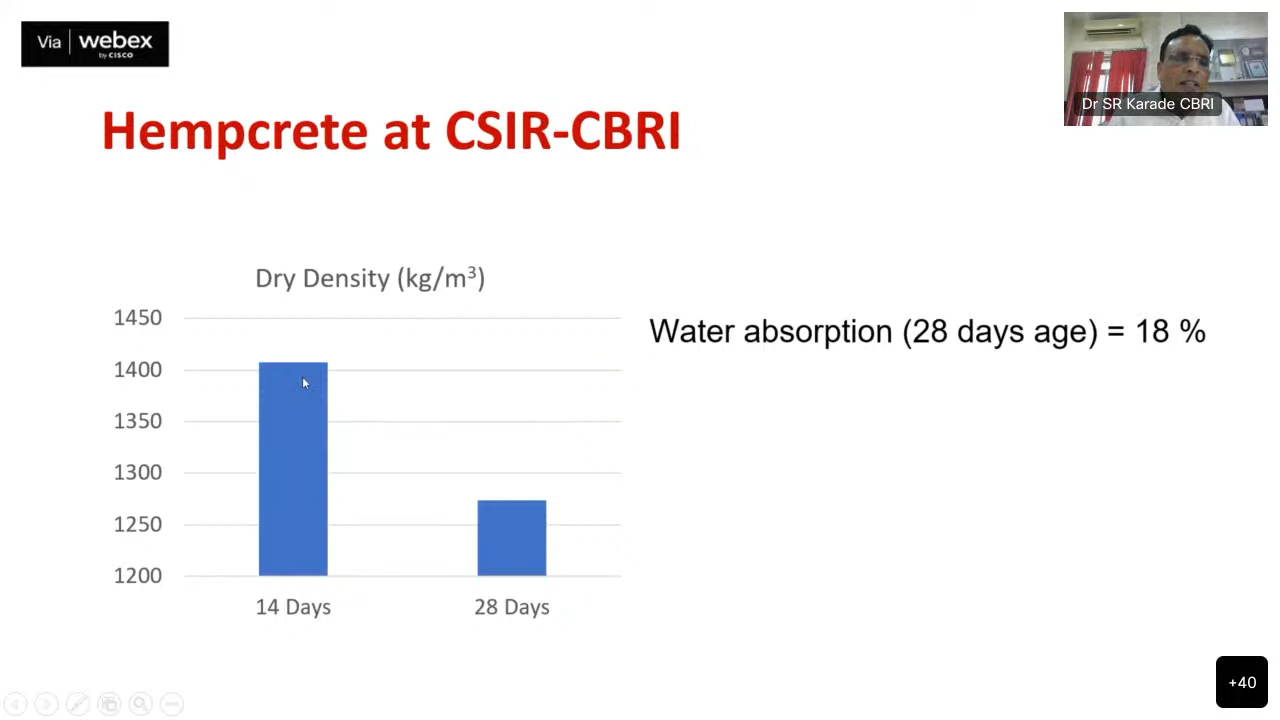 Via webex
by CISCO
Dr SR Karade CBRI
Hempcrete at CSIR-CBRI
Dry Density (kg/m³)
1450
1400
1350
1300
1250
1200
14 Days
28 Days
Water absorption (28 days age) = 18 %
+40